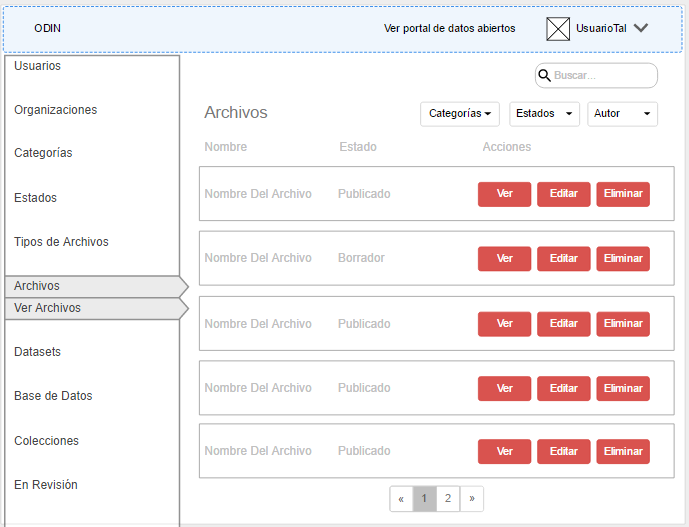 ODIN
Ver portal de datos abiertos
UsuarioTal
Usuarios
Organizaciones
Categorías
Estados
Tipos de Archivos
Archivos
Ver Archivos
Datasets
Base de Datos
Colecciones
En Revisión
Buscar...
Archivos
Categorías
Estados
Autor
Nombre Estado Acciones
Nombre Del Archivo Publicado Ver Editar Eliminar
Nombre Del Archivo Borrador Ver Editar Eliminar
Nombre Del Archivo Publicado Ver Editar Eliminar
Nombre Del Archivo Publicado Ver Editar Eliminar
Nombre Del Archivo Publicado Ver Editar Eliminar
« 1 2 »